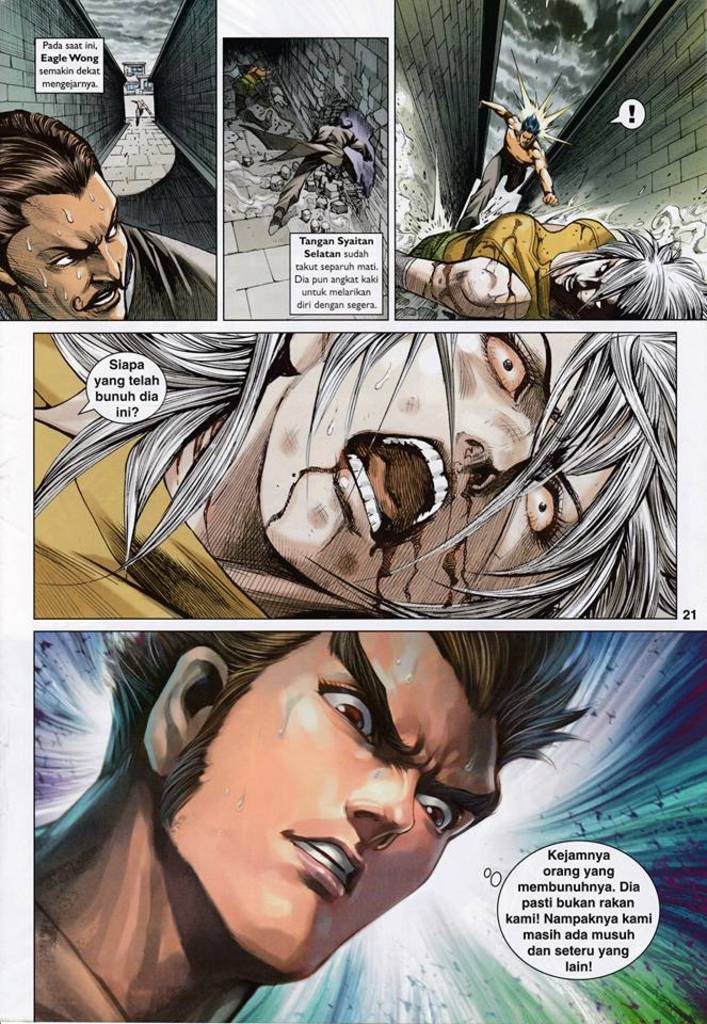 Pada saat ini,
Eagle Wong
semakin dekat
mengejarnya.
Tangan Syaitan
Selatan sudah
takut separuh mati.
Dia pun angkat kaki
untuk melarikan
diri dengan segera.
!
Siapa
yang telah
bunuh dia
ini?
21
Kejamnya
orang yang
membunuhnya. Dia
pasti bukan rakan
kami! Nampaknya kami
masih ada musuh
dan seteru yang
lain!